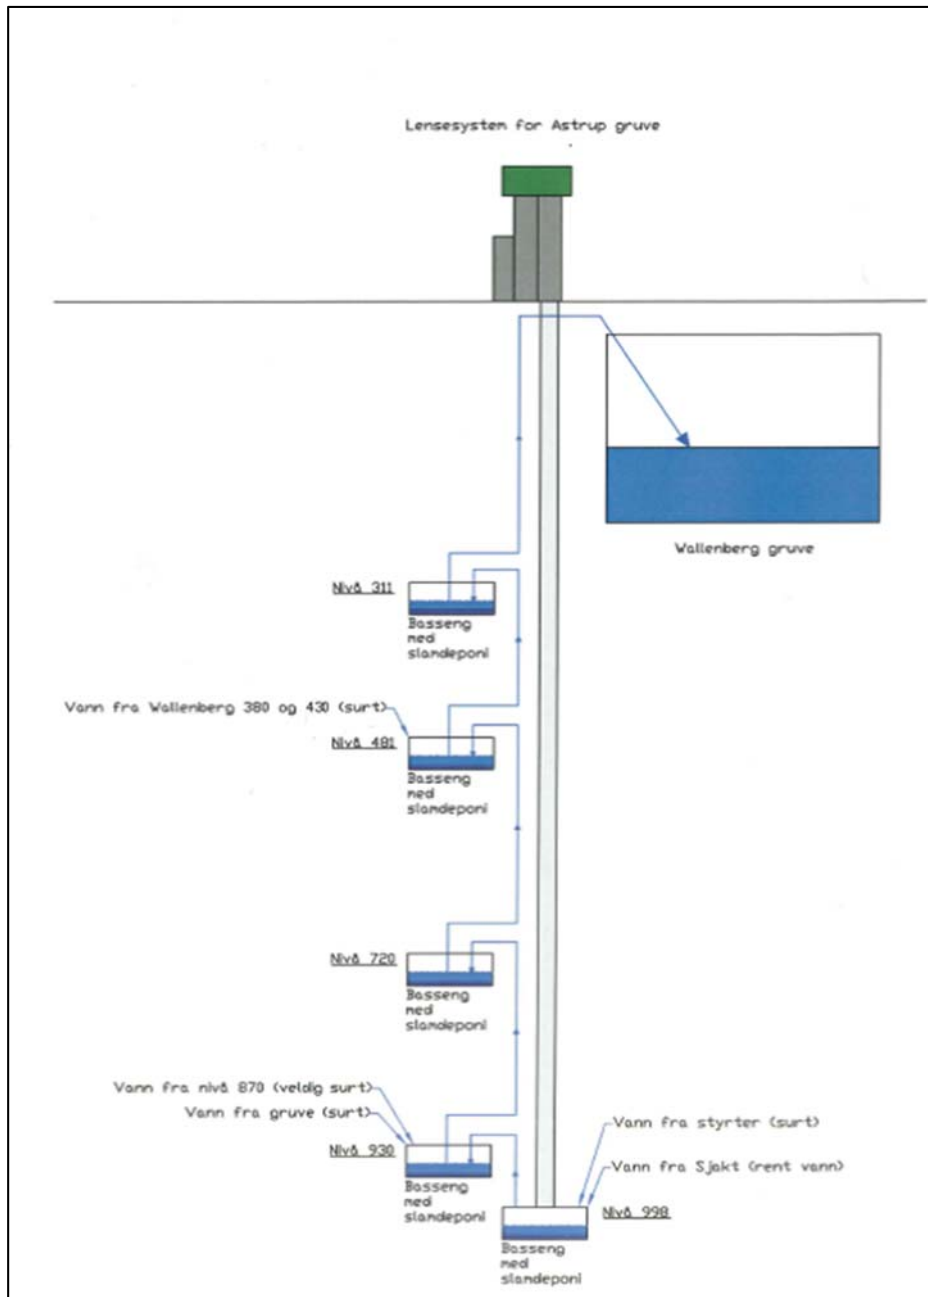 Lensesystem for Astrup gruve
Wallenberg gruve
Nivå 311
Basseng
med
slamdeponi
Vann fra Wallenberg 380 og 430 (surt)
Nivå 481
Basseng
med
slamdeponi
Nivå 720
Basseng
med
slamdeponi
Vann fra nivå 870 (veldig surt)
Vann fra gruve (surt)
Nivå 930
Basseng
med
slamdeponi
Vann fra styrter (surt)
Vann fra Sjakt (rent vann)
Nivå 998
Basseng
med
slamdeponi